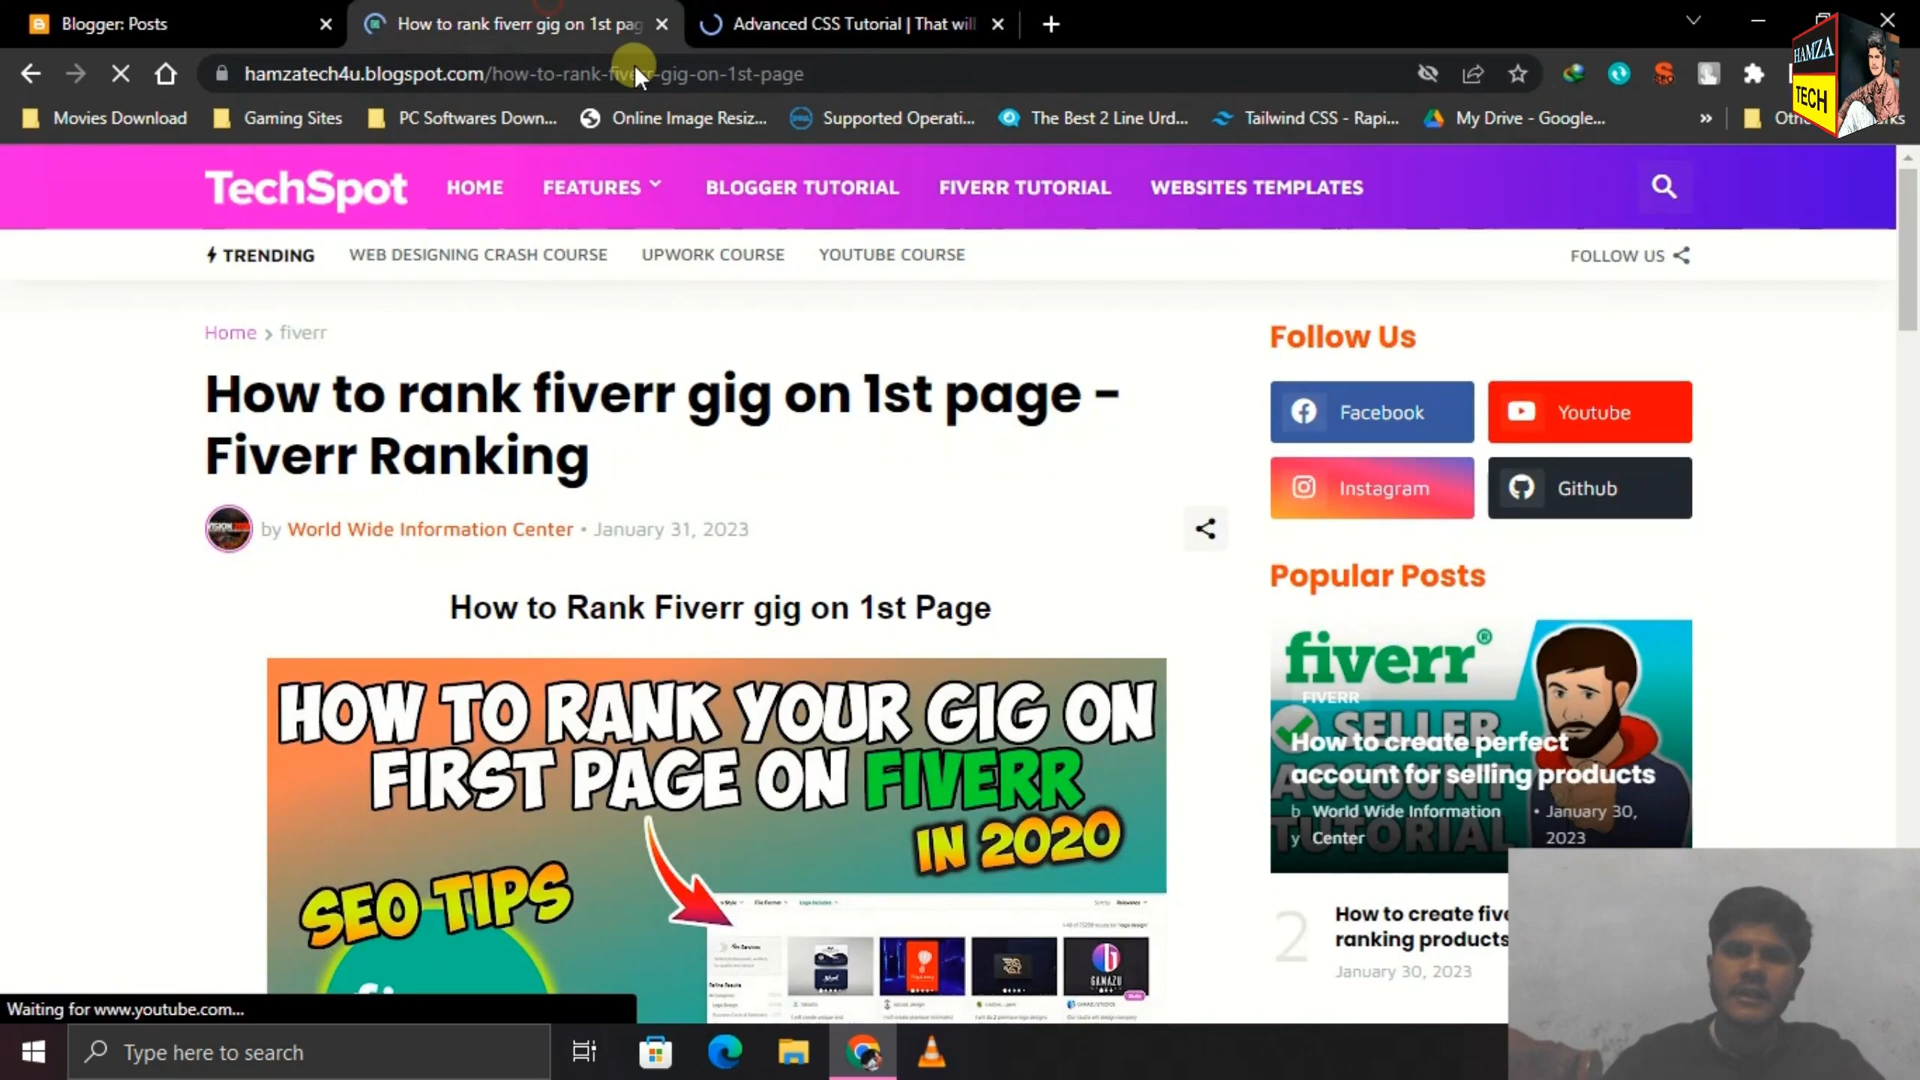 Blogger: Posts
How to rank fiverr gig on 1st pag
Advanced CSS Tutorial | That will
hamzatech4u.blogspot.com/how-to-rank-fiverr-gig-on-1st-page
HAMZA
TECH
Movies Download
Gaming Sites
PC Softwares Down...
Online Image Resiz...
Supported Operati...
The Best 2 Line Urd...
Tailwind CSS - Rapi...
My Drive - Google...
»
TechSpot
HOME
FEATURES
BLOGGER TUTORIAL
FIVERR TUTORIAL
WEBSITES TEMPLATES
TRENDING
WEB DESIGNING CRASH COURSE
UPWORK COURSE
YOUTUBE COURSE
FOLLOW US
Home > fiverr
How to rank fiverr gig on 1st page -
Fiverr Ranking
by World Wide Information Center • January 31, 2023
How to Rank Fiverr gig on 1st Page
HOW TO RANK YOUR GIG ON
FIRST PAGE ON FIVERR
IN 2020
SEO TIPS
Follow Us
Facebook
Youtube
Instagram
Github
Popular Posts
fiverr®
FIVERR
SELLER
ACCOUNT
TUTORIAL
How to create perfect
account for selling products
by World Wide Information
Center
• January 30,
2023
2
How to create five
ranking products
January 30, 2023
Waiting for www.youtube.com...
Type here to search